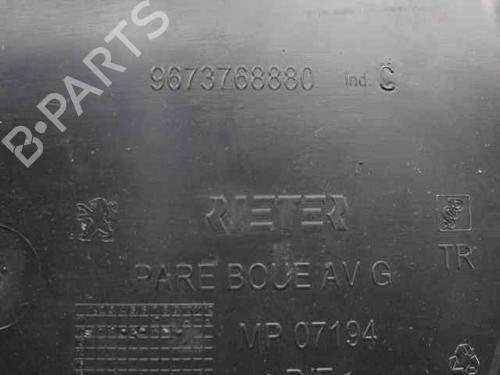 B-PARTS
9673768880 ind. C
RIETER
TR
PARE BOUE AV G
MP 07194